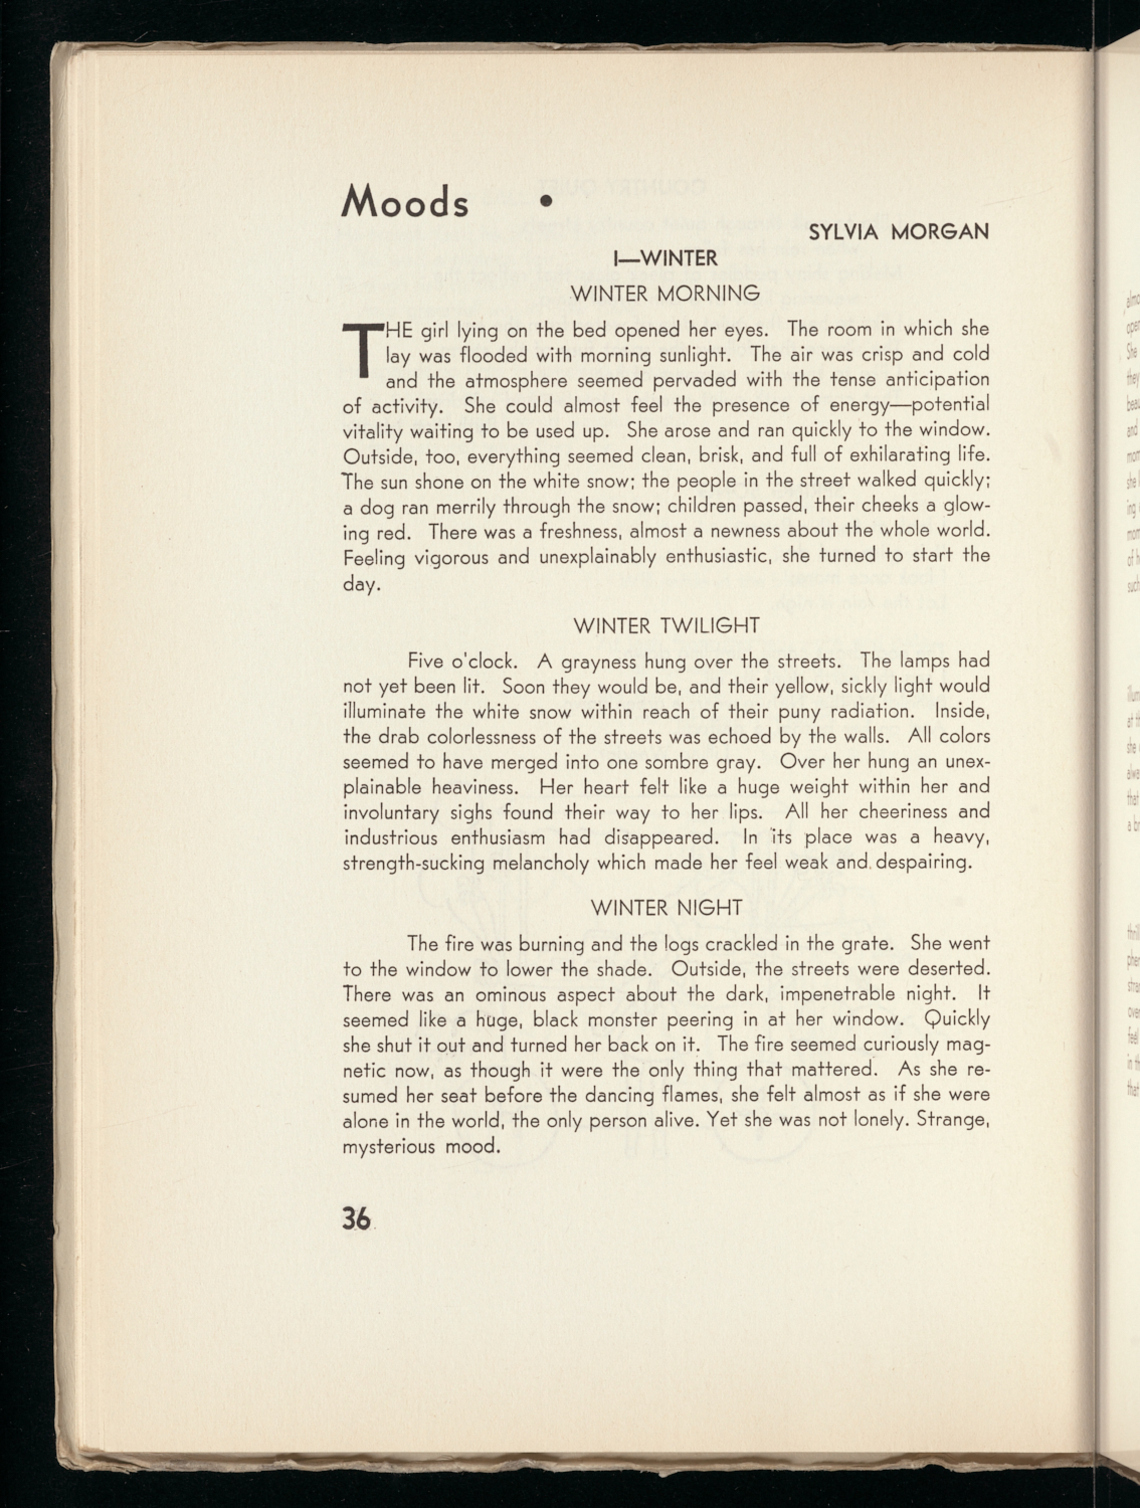 Moods •
SYLVIA MORGAN
I—WINTER
WINTER MORNING
THE girl lying on the bed opened her eyes. The room in which she
lay was flooded with morning sunlight. The air was crisp and cold
and the atmosphere seemed pervaded with the tense anticipation
of activity. She could almost feel the presence of energy—potential
vitality waiting to be used up. She arose and ran quickly to the window.
Outside, too, everything seemed clean, brisk, and full of exhilarating life.
The sun shone on the white snow; the people in the street walked quickly;
a dog ran merrily through the snow; children passed, their cheeks a glow-
ing red. There was a freshness, almost a newness about the whole world.
Feeling vigorous and unexplainably enthusiastic, she turned to start the
day.
WINTER TWILIGHT
Five o'clock. A grayness hung over the streets. The lamps had
not yet been lit. Soon they would be, and their yellow, sickly light would
illuminate the white snow within reach of their puny radiation. Inside,
the drab colorlessness of the streets was echoed by the walls. All colors
seemed to have merged into one sombre gray. Over her hung an unex-
plainable heaviness. Her heart felt like a huge weight within her and
involuntary sighs found their way to her lips. All her cheeriness and
industrious enthusiasm had disappeared. In its place was a heavy,
strength-sucking melancholy which made her feel weak and despairing.
WINTER NIGHT
The fire was burning and the logs crackled in the grate. She went
to the window to lower the shade. Outside, the streets were deserted.
There was an ominous aspect about the dark, impenetrable night. It
seemed like a huge, black monster peering in at her window. Quickly
she shut it out and turned her back on it. The fire seemed curiously mag-
netic now, as though it were the only thing that mattered. As she re-
sumed her seat before the dancing flames, she felt almost as if she were
alone in the world, the only person alive. Yet she was not lonely. Strange,
mysterious mood.
36